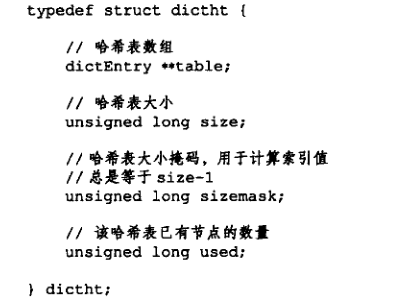 typedef struct dictht {
// 哈希表数组
dictEntry **table;
// 哈希表大小
unsigned long size;
// 哈希表大小掩码，用于计算索引值
// 总是等于 size-1
unsigned long sizemask;
// 该哈希表已有节点的数量
unsigned long used;
} dictht;